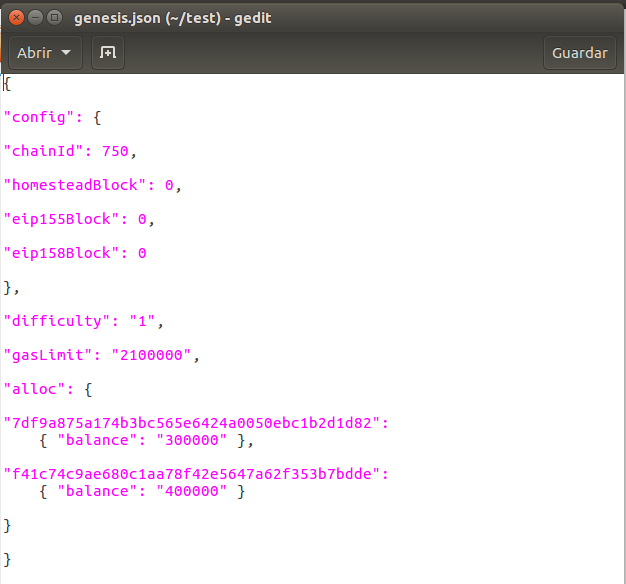 genesis.json (~/test) - gedit
Abrir
Guardar
{
"config": {
"chainId": 750,
"homesteadBlock": 0,
"eip155Block": 0,
"eip158Block": 0
},
"difficulty": "1",
"gasLimit": "2100000",
"alloc": {
"7df9a875a174b3bc565e6424a0050ebc1b2d1d82":
{ "balance": "300000" },
"f41c74c9ae680c1aa78f42e5647a62f353b7bdde":
{ "balance": "400000" }
}
}